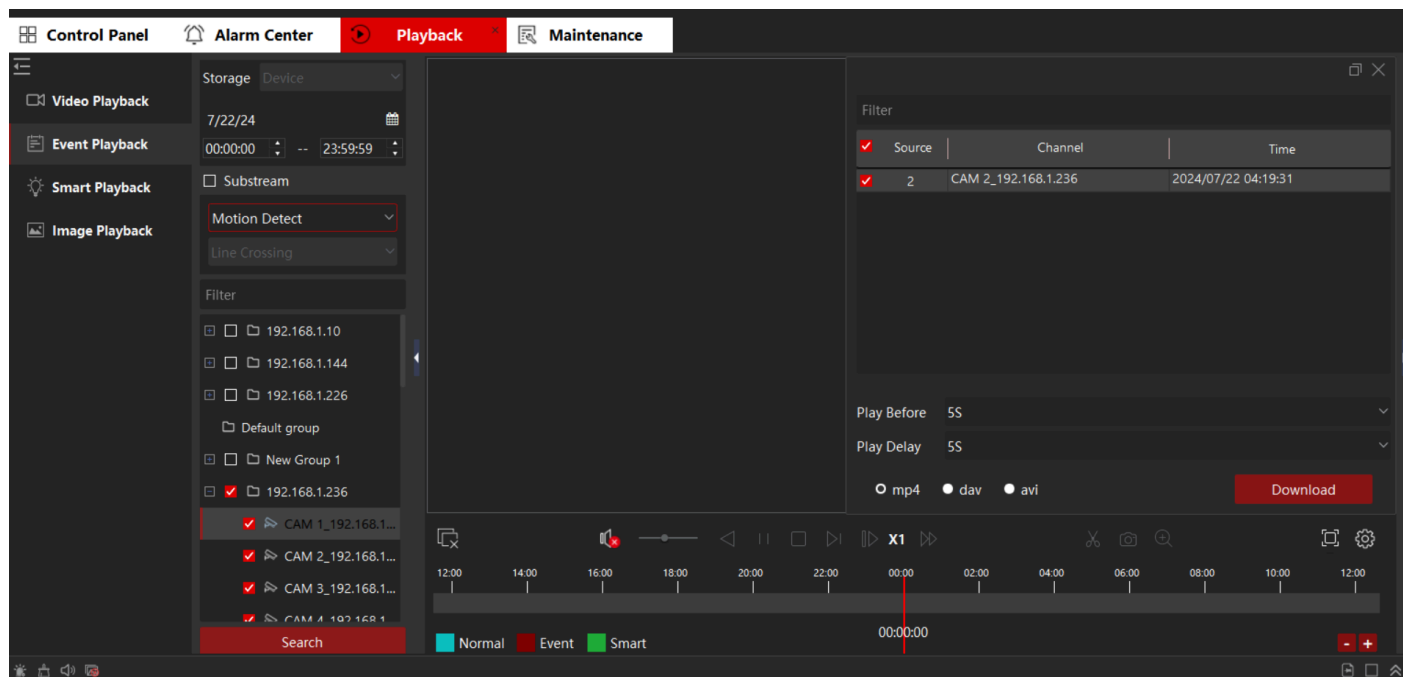 Control Panel
Alarm Center
Playback
Maintenance
Video Playback
Event Playback
Smart Playback
Image Playback
Storage Device
7/22/24
00:00:00 -- 23:59:59
Substream
Motion Detect
Line Crossing
Filter
192.168.1.10
192.168.1.144
192.168.1.226
Default group
New Group 1
192.168.1.236
CAM 1_192.168.1...
CAM 2_192.168.1...
CAM 3_192.168.1...
CAM 4_192.168.1...
Search
Filter
Source Channel Time
2 CAM 2_192.168.1.236 2024/07/22 04:19:31
Play Before 5S
Play Delay 5S
mp4 dav avi
Download
X1
12:00 14:00 16:00 18:00 20:00 22:00 00:00 02:00 04:00 06:00 08:00 10:00 12:00
00:00:00
Normal Event Smart
- +